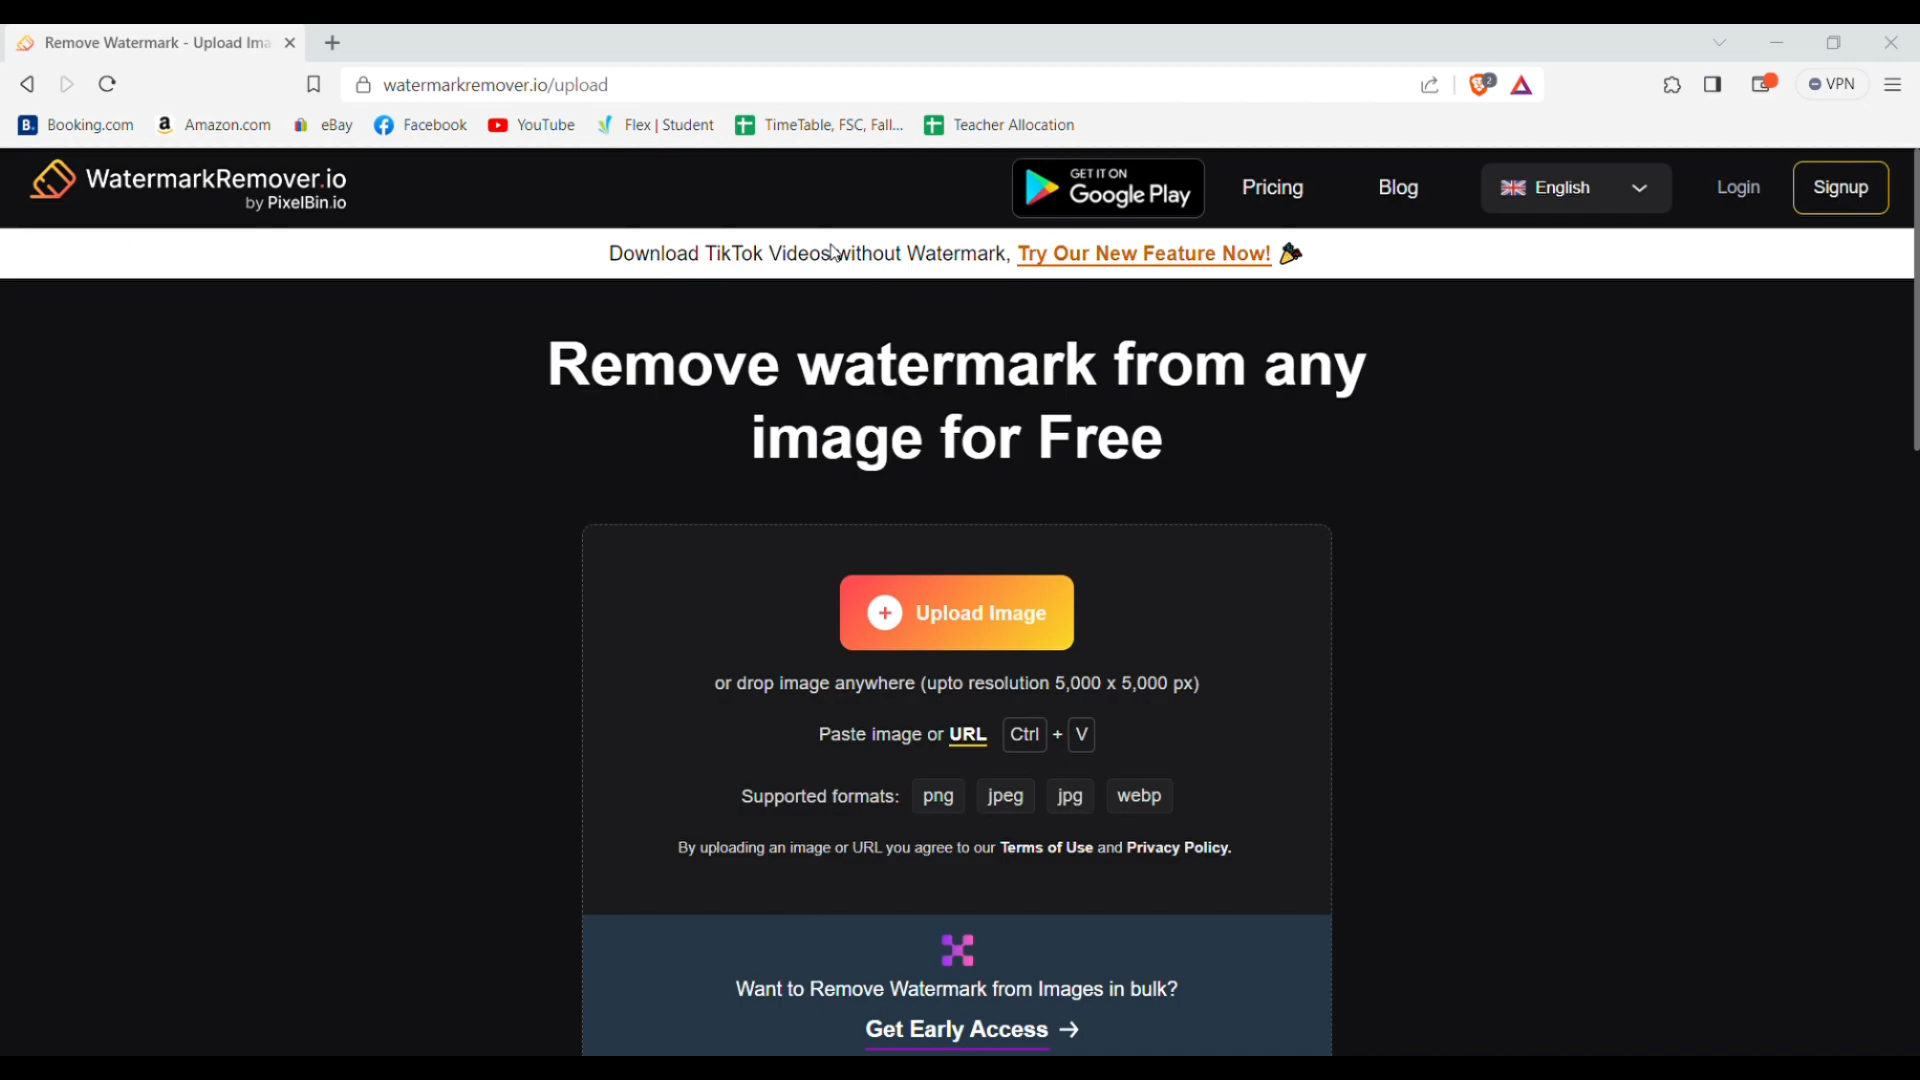 Remove Watermark - Upload Ima
watermarkremover.io/upload
2
VPN
B. Booking.com
a Amazon.com
eBay
Facebook
YouTube
Flex | Student
TimeTable, FSC, Fall...
Teacher Allocation
WatermarkRemover.io
by PixelBin.io
GET IT ON
Google Play
Pricing
Blog
English
Login
Signup
Download TikTok Videos without Watermark, Try Our New Feature Now!
Remove watermark from any
image for Free
+ Upload Image
or drop image anywhere (upto resolution 5,000 x 5,000 px)
Paste image or URL Ctrl + V
Supported formats: png jpeg jpg webp
By uploading an image or URL you agree to our Terms of Use and Privacy Policy.
Want to Remove Watermark from Images in bulk?
Get Early Access →